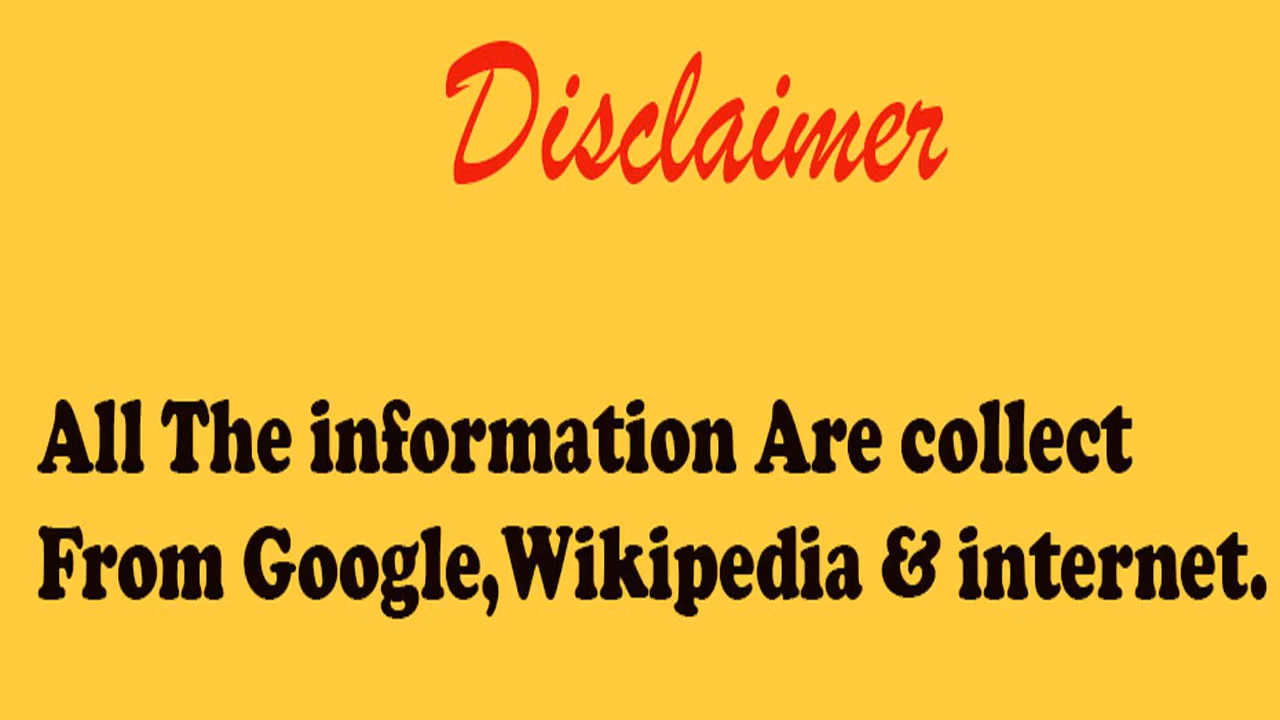 Disclaimer
All The information Are collect
From Google,Wikipedia & internet.